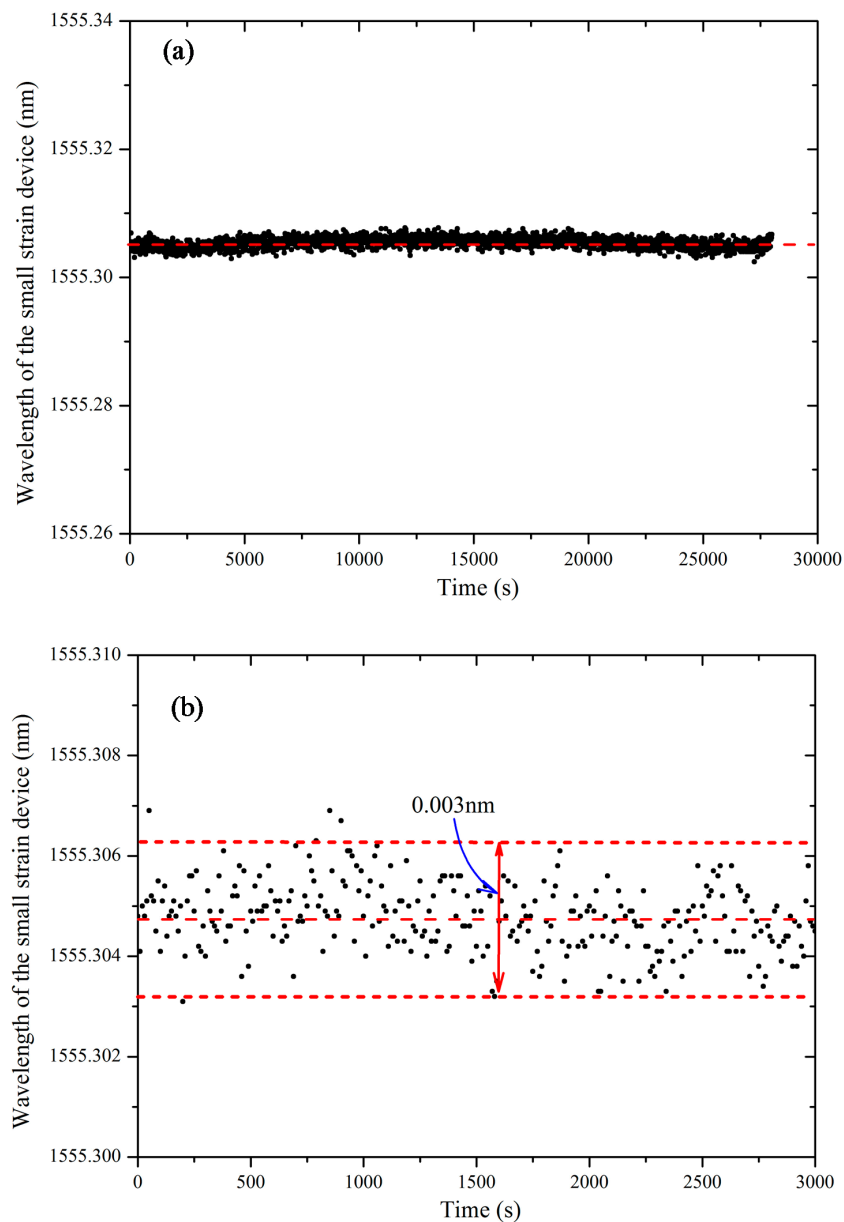 (a)
Wavelength of the small strain device (nm)
1555.34
1555.32
1555.30
1555.28
1555.26
0 5000 10000 15000 20000 25000 30000
Time (s)
(b)
Wavelength of the small strain device (nm)
1555.310
1555.308
0.003nm
1555.306
1555.304
1555.302
1555.300
0 500 1000 1500 2000 2500 3000
Time (s)